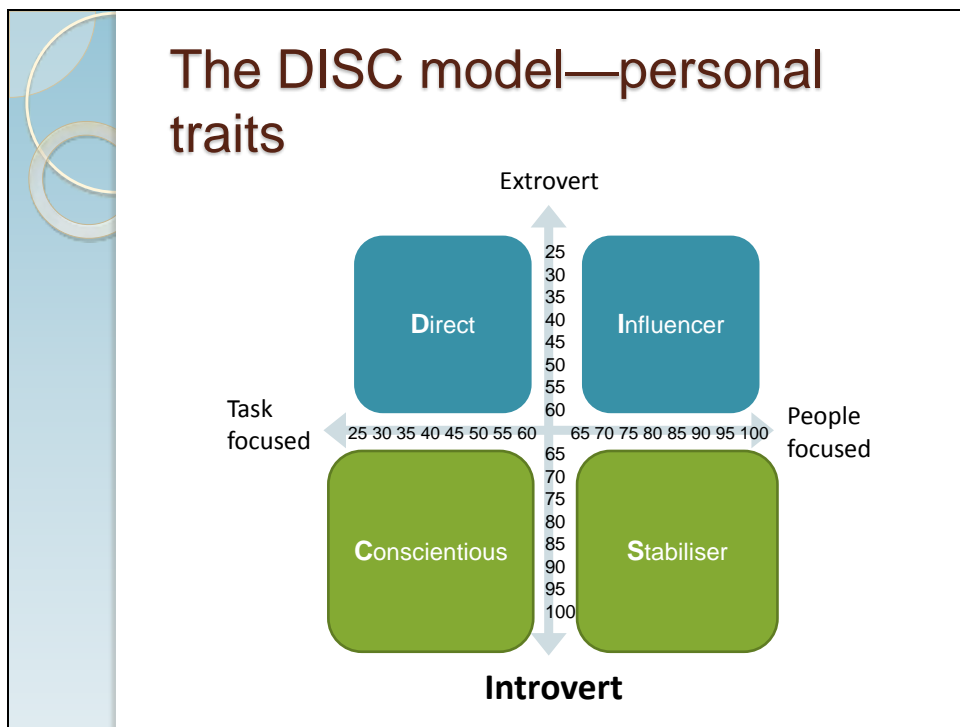 The DISC model—personal
traits
Extrovert
25
30
35
40
45
50
55
60
Direct
Influencer
Task
focused
25 30 35 40 45 50 55 60
65 70 75 80 85 90 95 100
People
focused
65
70
75
80
85
90
95
100
Conscientious
Stabiliser
Introvert